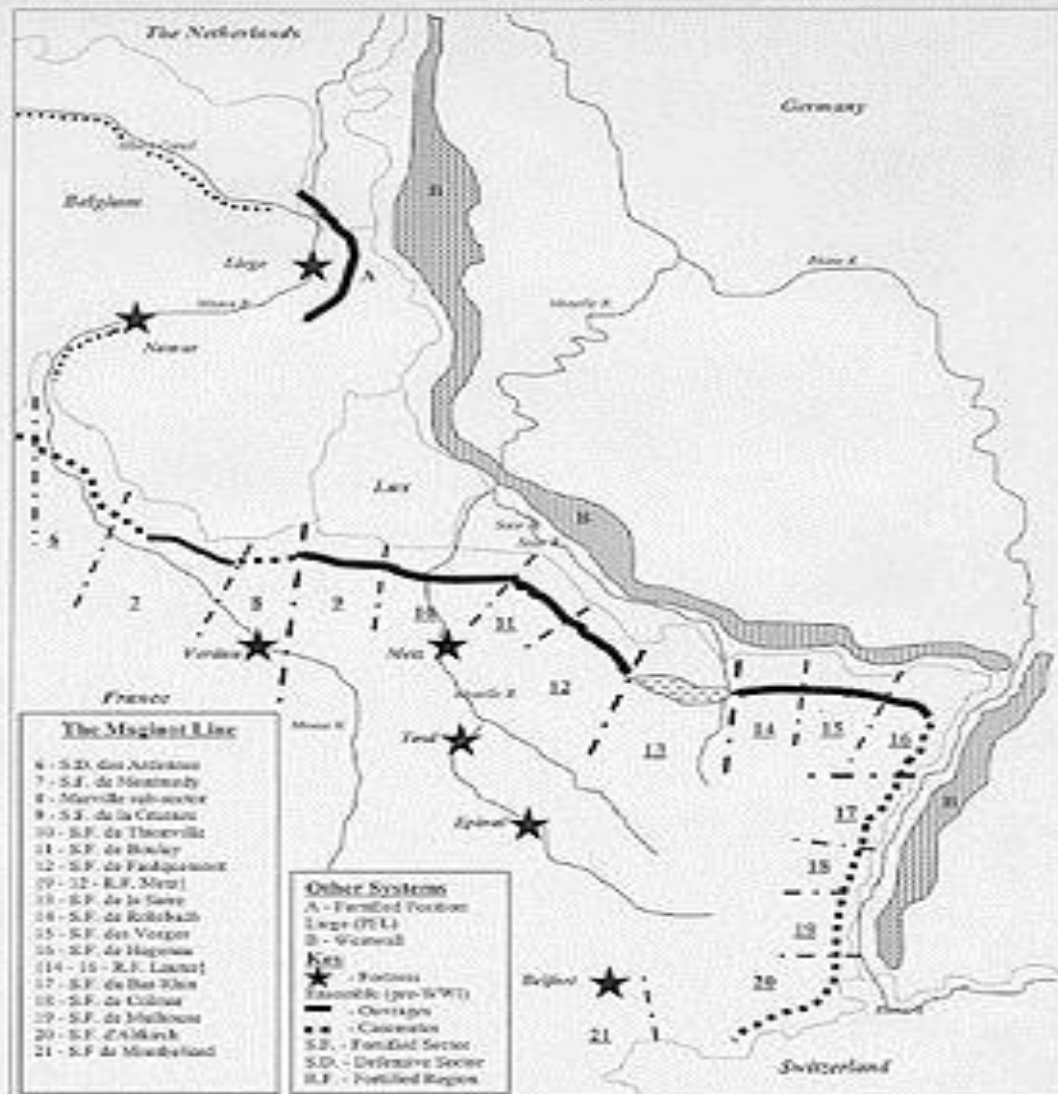 The Netherlands
Germany
Belgium
B
Liege
A
Rhine R.
Moselle R.
Meuse R.
Namur
Lux
B
6
7
8
9
10
11
Verdun
Metz
12
Moselle R.
France
Meuse R.
13
14
15
16
Toul
Epinal
17
18
B
19
20
Belfort
21
Switzerland
The Maginot Line
6 - S.D. des Ardennes
7 - S.F. de Montmedy
8 - Marville sub-sector
9 - S.F. de la Crusnes
10 - S.F. de Thionville
11 - S.F. de Boulay
12 - S.F. de Faulquemont
(9 - 12 - R.F. Metz)
13 - S.F. de la Sarre
14 - S.F. de Rohrbach
15 - S.F. des Vosges
16 - S.F. de Haguenau
(14 - 16 - R.F. Lauter)
17 - S.F. du Bas-Rhin
18 - S.F. de Colmar
19 - S.F. de Mulhouse
20 - S.F. d'Altkirch
21 - S.F de Montbeliard
Other Systems
A - Fortified Position
Liege (PFL)
B - Westwall
Key
- Fortress
Ensemble (pre-WWI)
- Ouvrages
- Casemates
S.F. - Fortified Sector
S.D. - Defensive Sector
R.F. - Fortified Region